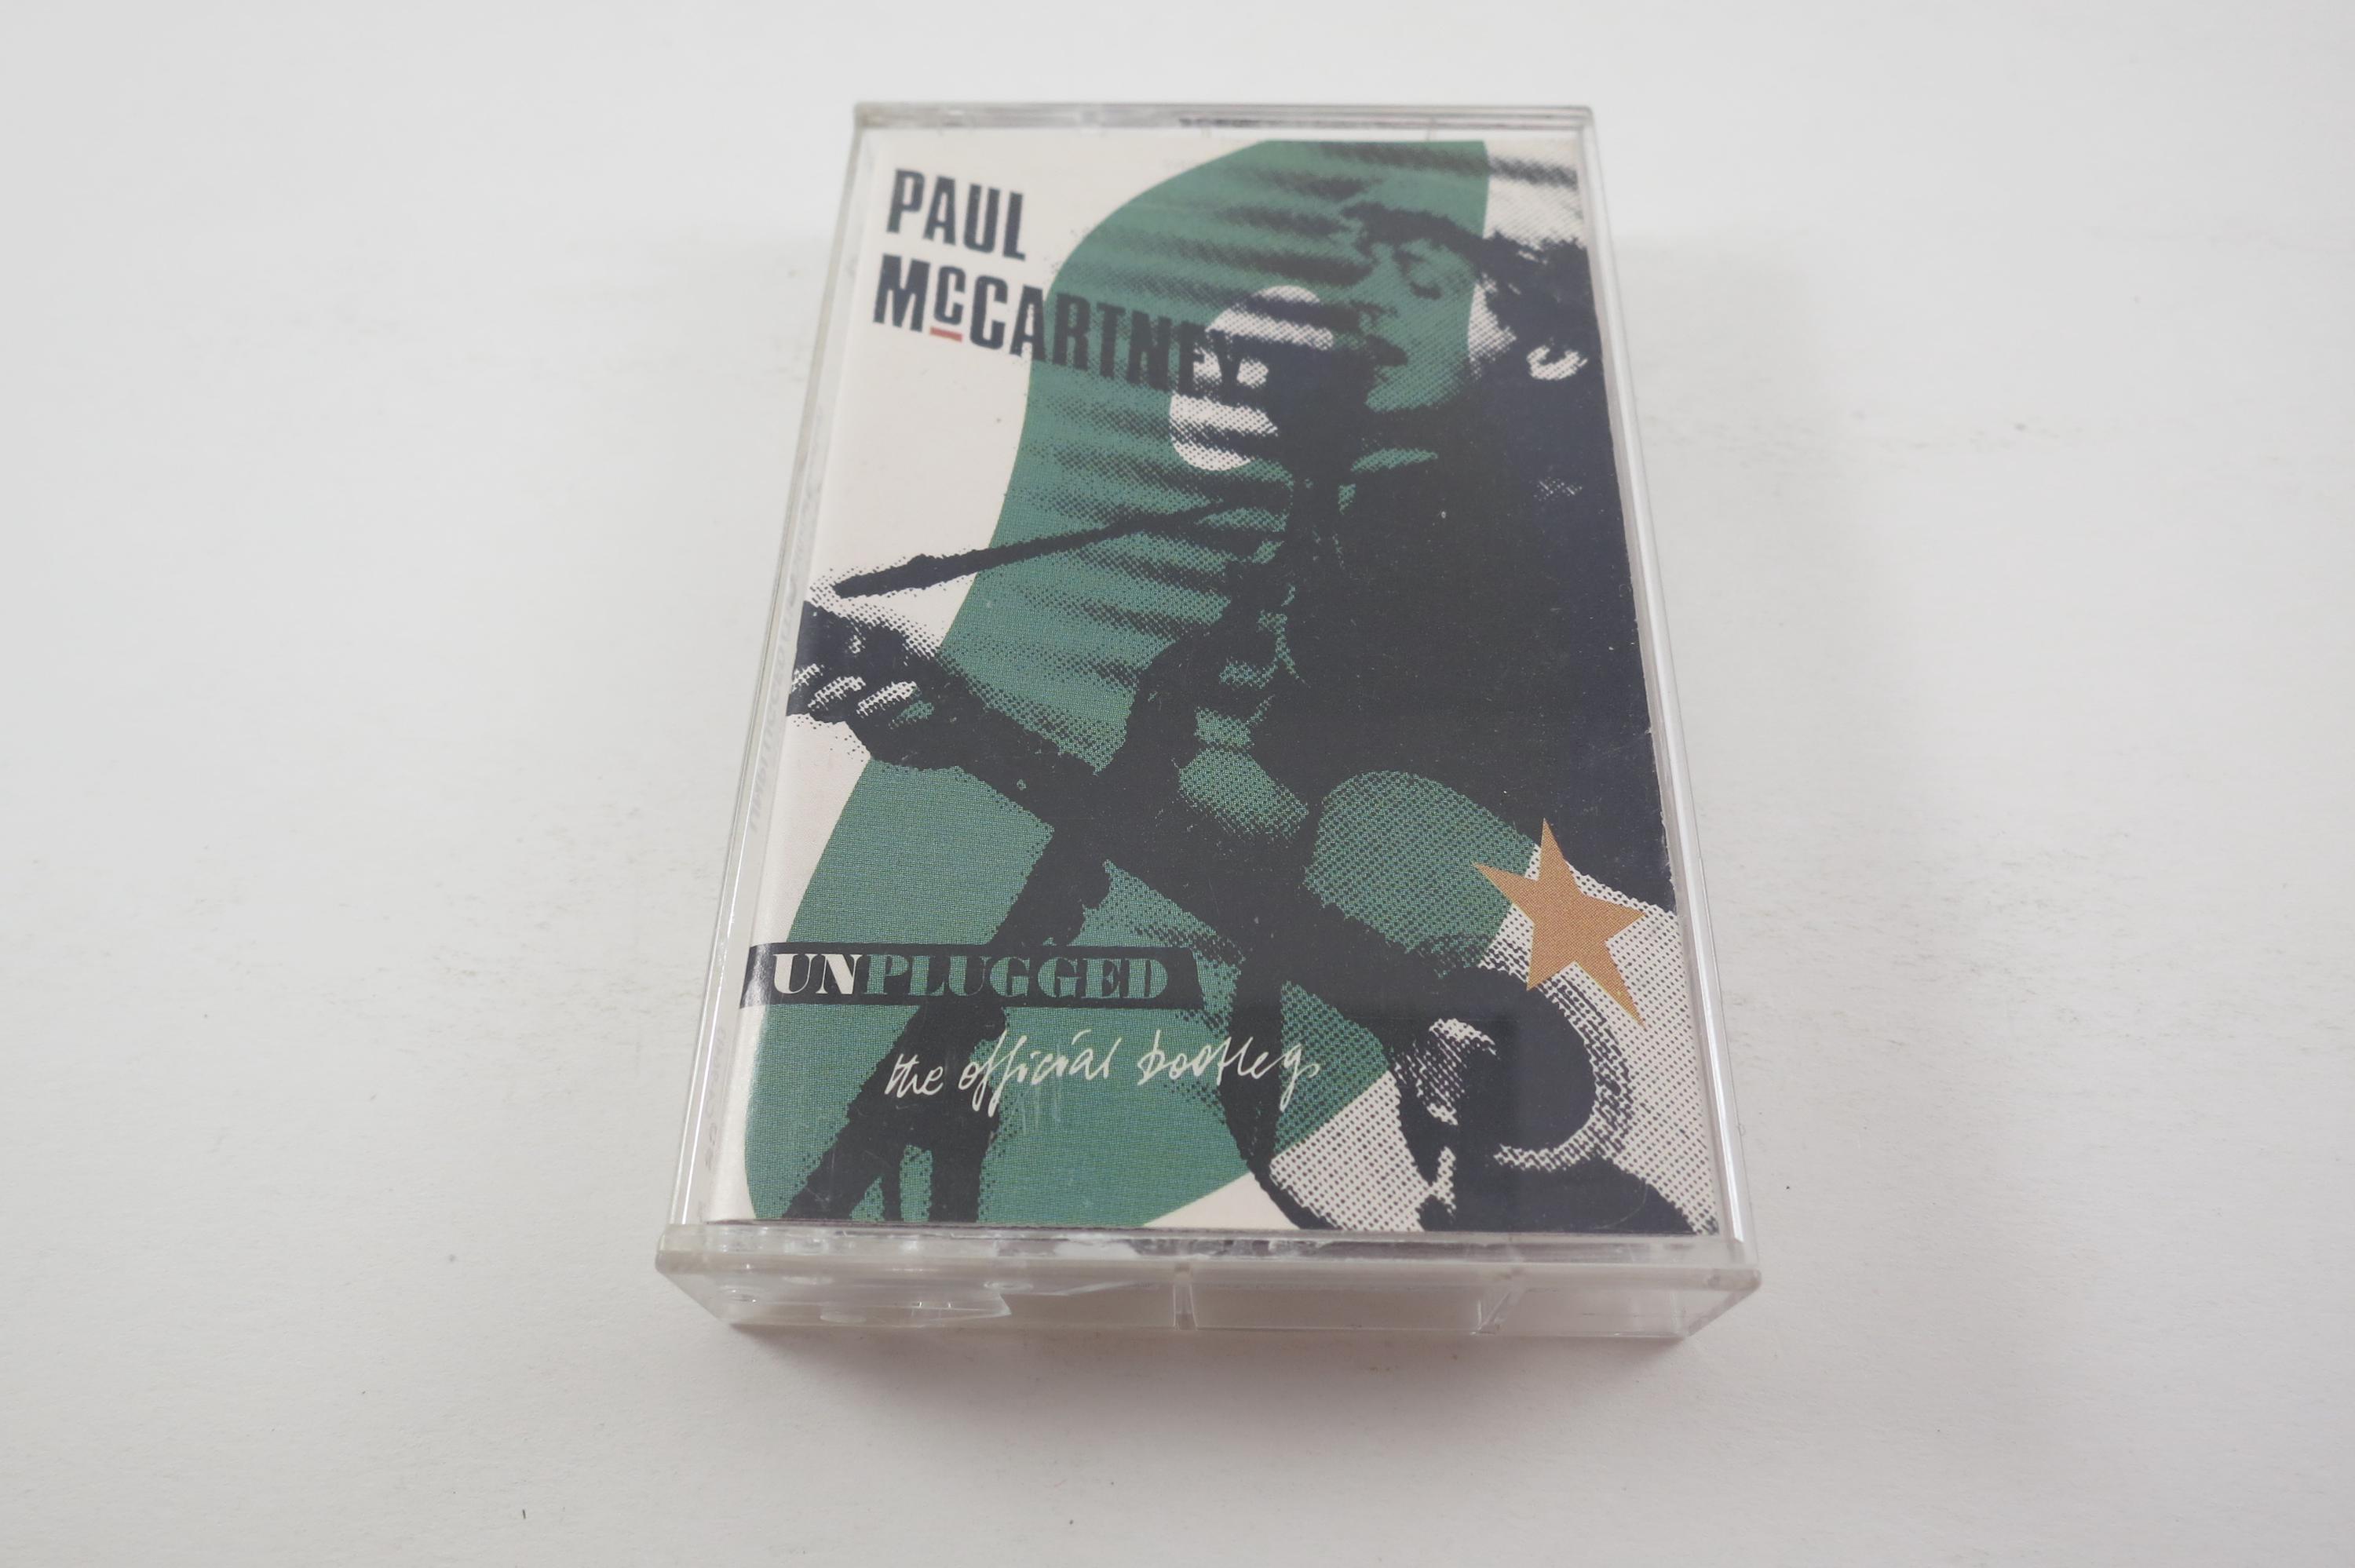 PAUL
McCARTNEY
UNPLUGGED
the official bootleg